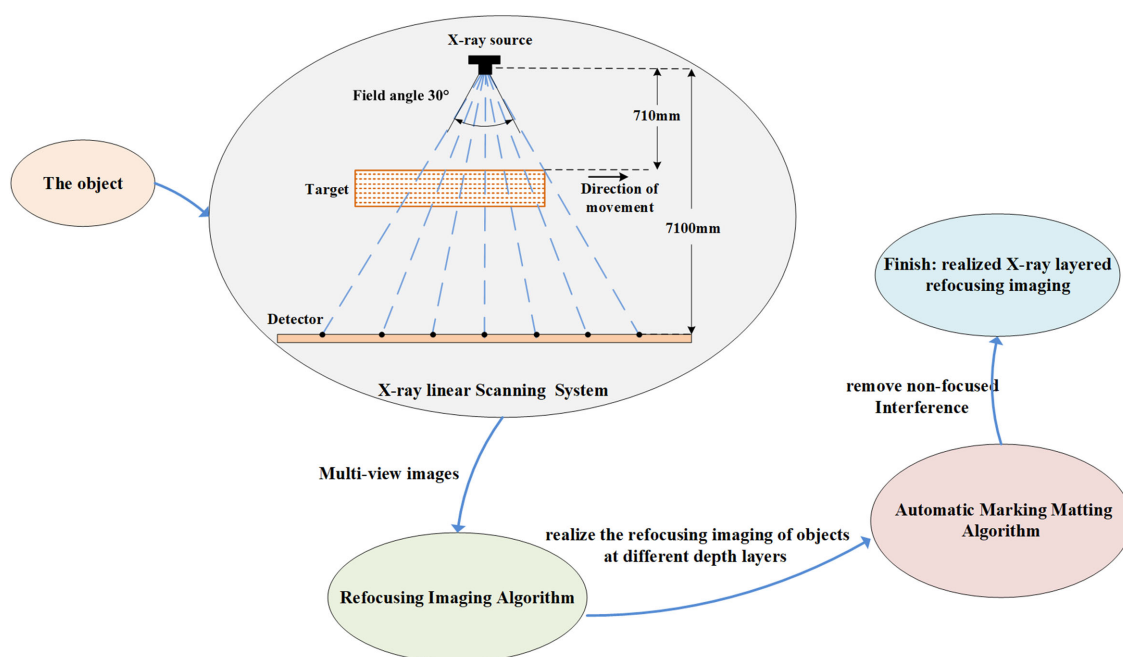 X-ray source
Field angle 30°
710mm
The object
Target
Direction of
movement
7100mm
Detector
X-ray linear Scanning System
Finish: realized X-ray layered
refocusing imaging
remove non-focused
Interference
Multi-view images
Automatic Marking Matting
Algorithm
realize the refocusing imaging of objects
at different depth layers
Refocusing Imaging Algorithm